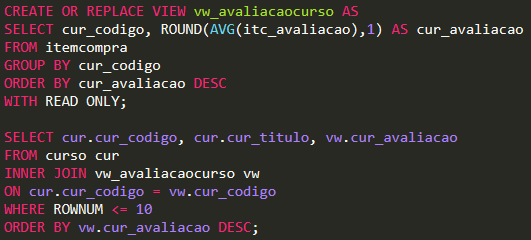 CREATE OR REPLACE VIEW vw_avaliacaocurso AS
SELECT cur_codigo, ROUND(AVG(itc_avaliacao),1) AS cur_avaliacao
FROM itemcompra
GROUP BY cur_codigo
ORDER BY cur_avaliacao DESC
WITH READ ONLY;

SELECT cur.cur_codigo, cur.cur_titulo, vw.cur_avaliacao
FROM curso cur
INNER JOIN vw_avaliacaocurso vw
ON cur.cur_codigo = vw.cur_codigo
WHERE ROWNUM <= 10
ORDER BY vw.cur_avaliacao DESC;